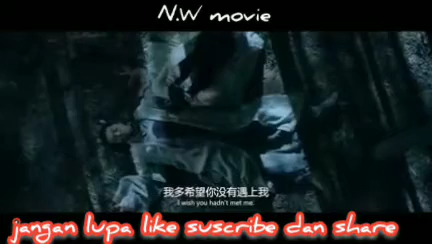 N.W movie
我多希望你没有遇上我
I wish you hadn't met me.
jangan lupa like suscribe dan share